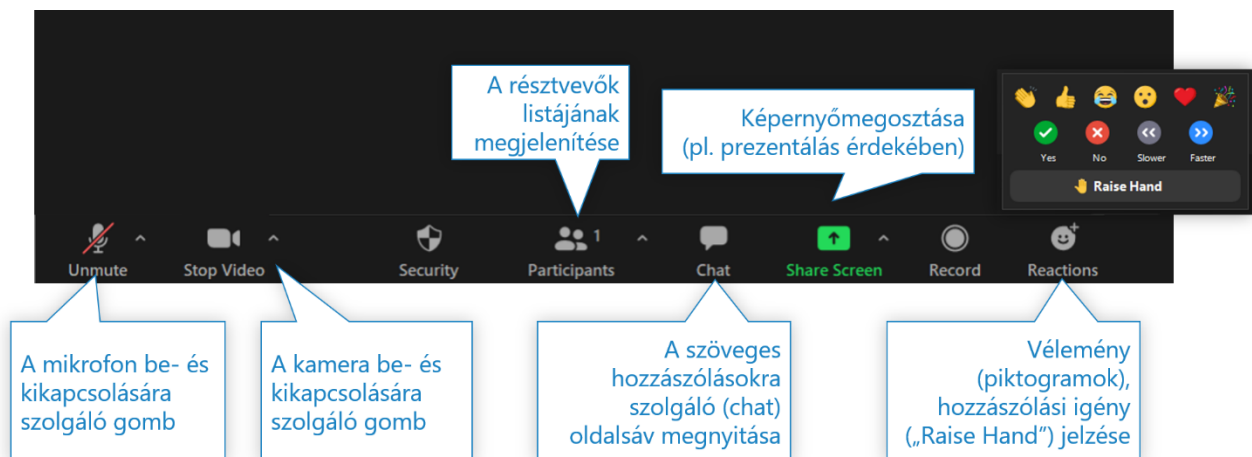 A résztvevők
listájának
megjelenítése
Képernyőmegosztása
(pl. prezentálás érdekében)
Yes No Slower Faster
Raise Hand
1
Unmute Stop Video Security Participants Chat Share Screen Record Reactions
A mikrofon be- és
kikapcsolására
szolgáló gomb
A kamera be- és
kikapcsolására
szolgáló gomb
A szöveges
hozzászólásokra
szolgáló (chat)
oldalsáv megnyitása
Vélemény
(piktogramok),
hozzászólási igény
(„Raise Hand”) jelzése